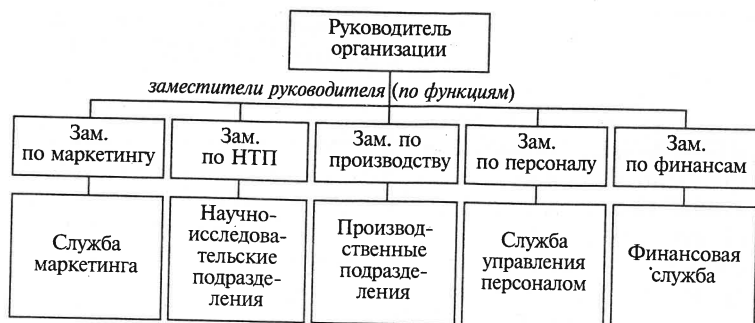 Руководитель
организации
заместители руководителя (по функциям)
Зам.
по маркетингу
Зам.
по НТП
Зам. по
производству
Зам.
по персоналу
Зам.
по финансам
Служба
маркетинга
Научно-
исследова-
тельские
подразде-
ления
Производ-
ственные
подразде-
ления
Служба
управления
персоналом
Финансовая
служба